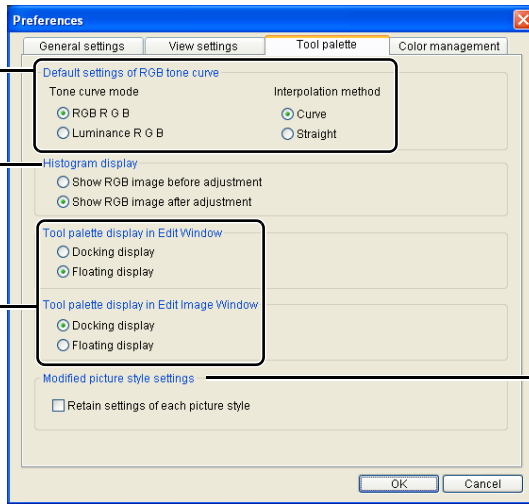 Preferences
General settings View settings Tool palette Color management
Default settings of RGB tone curve
Tone curve mode Interpolation method
RGB R G B Curve
Luminance R G B Straight
Histogram display
Show RGB image before adjustment
Show RGB image after adjustment
Tool palette display in Edit Window
Docking display
Floating display
Tool palette display in Edit Image Window
Docking display
Floating display
Modified picture style settings
Retain settings of each picture style
OK Cancel